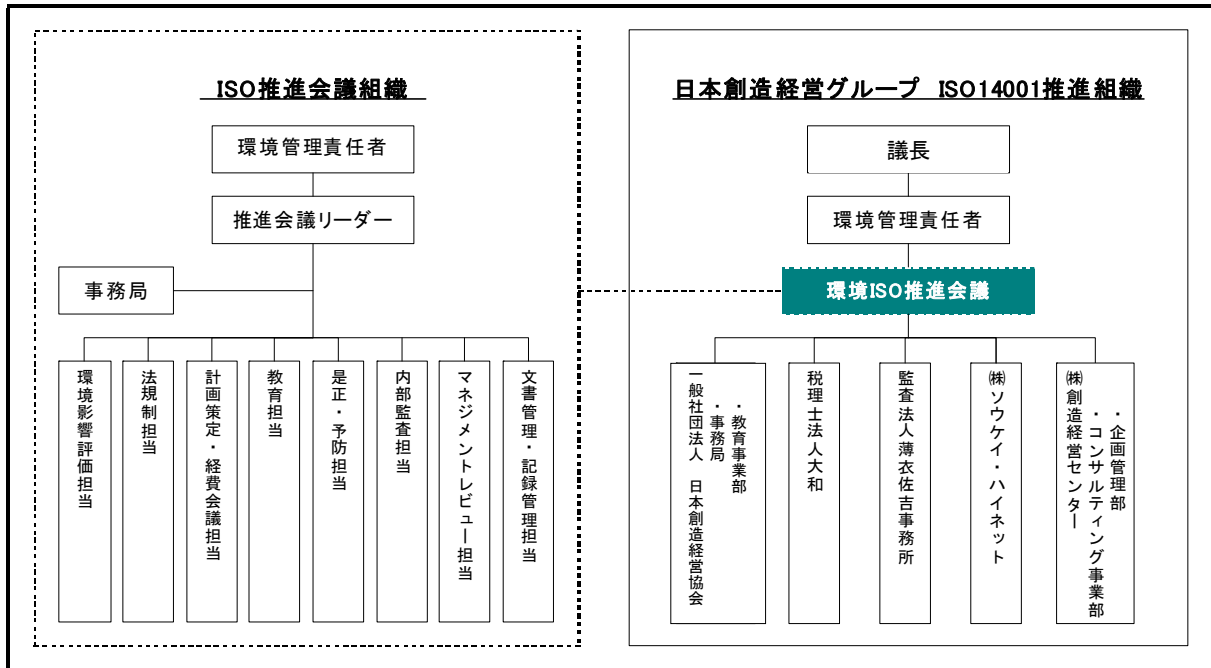 ISO推進会議組織
環境管理責任者
推進会議リーダー
事務局
環境影響評価担当
法規制担当
計画策定・経費会議担当
教育担当
是正・予防担当
内部監査担当
マネジメントレビュー担当
文書管理・記録管理担当
日本創造経営グループ ISO14001推進組織
議長
環境管理責任者
環境ISO推進会議
一般社団法人 日本創造経営協会
・事務局
・教育事業部
税理士法人大和
監査法人薄衣佐吉事務所
㈱ソウケイ・ハイネット
㈱創造経営センター
・コンサルティング事業部
・企画管理部